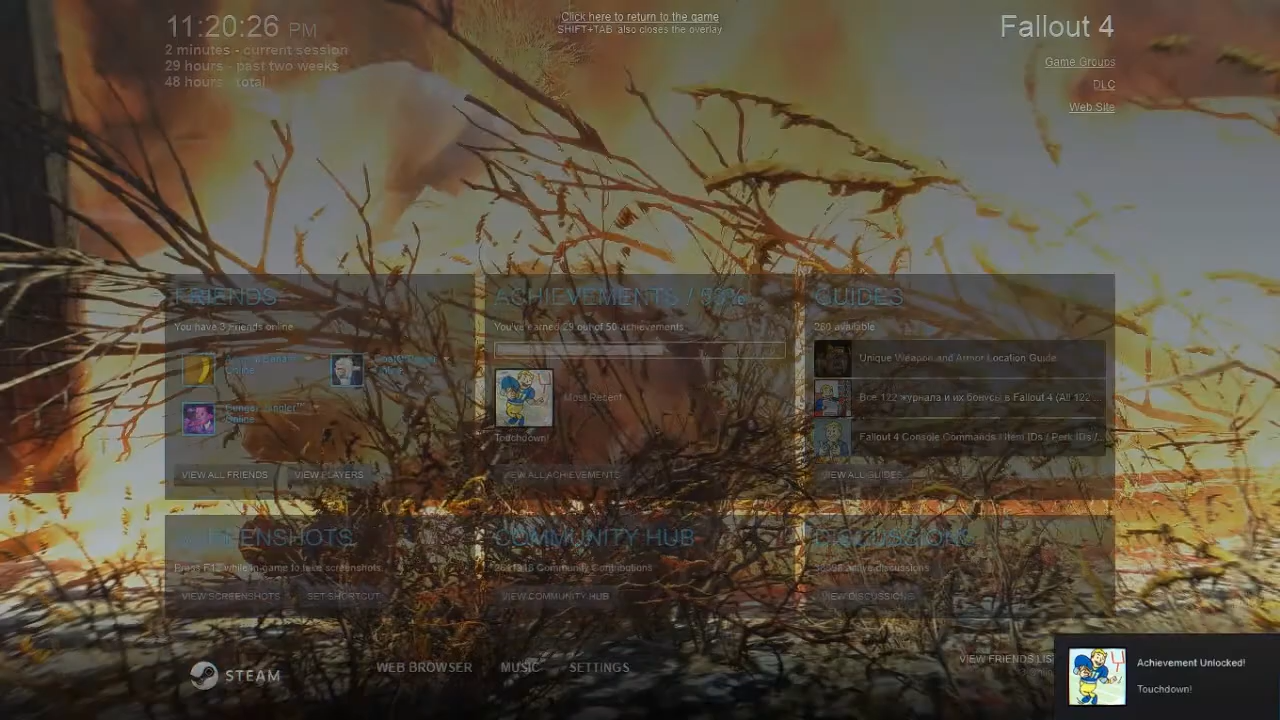 11:20:26 PM
2 minutes - current session
29 hours - past two weeks
48 hours - total
Click here to return to the game
SHIFT+TAB also closes the overlay
Fallout 4
Game Groups
DLC
Web Site
FRIENDS
You have 3 friends online
Online
Online
VIEW ALL FRIENDS
VIEW PLAYERS
ACHIEVEMENTS /
You've earned 29 out of 50 achievements
Most Recent
Touchdown!
VIEW ALL ACHIEVEMENTS
GUIDES
260 available
Unique Weapon and Armor Location Guide
Все 122 журнала и их бонусы в Fallout 4 (All 122 ...
Fallout 4 Console Commands / Item IDs / Perk IDs /...
VIEW ALL GUIDES
SCREENSHOTS
Press F12 while in-game to take screenshots.
VIEW SCREENSHOTS
SET SHORTCUT
COMMUNITY HUB
Community Contributions
VIEW COMMUNITY HUB
DISCUSSIONS
active discussions
VIEW DISCUSSIONS
STEAM
WEB BROWSER
MUSIC
SETTINGS
VIEW FRIENDS LIST
Achievement Unlocked!
Touchdown!